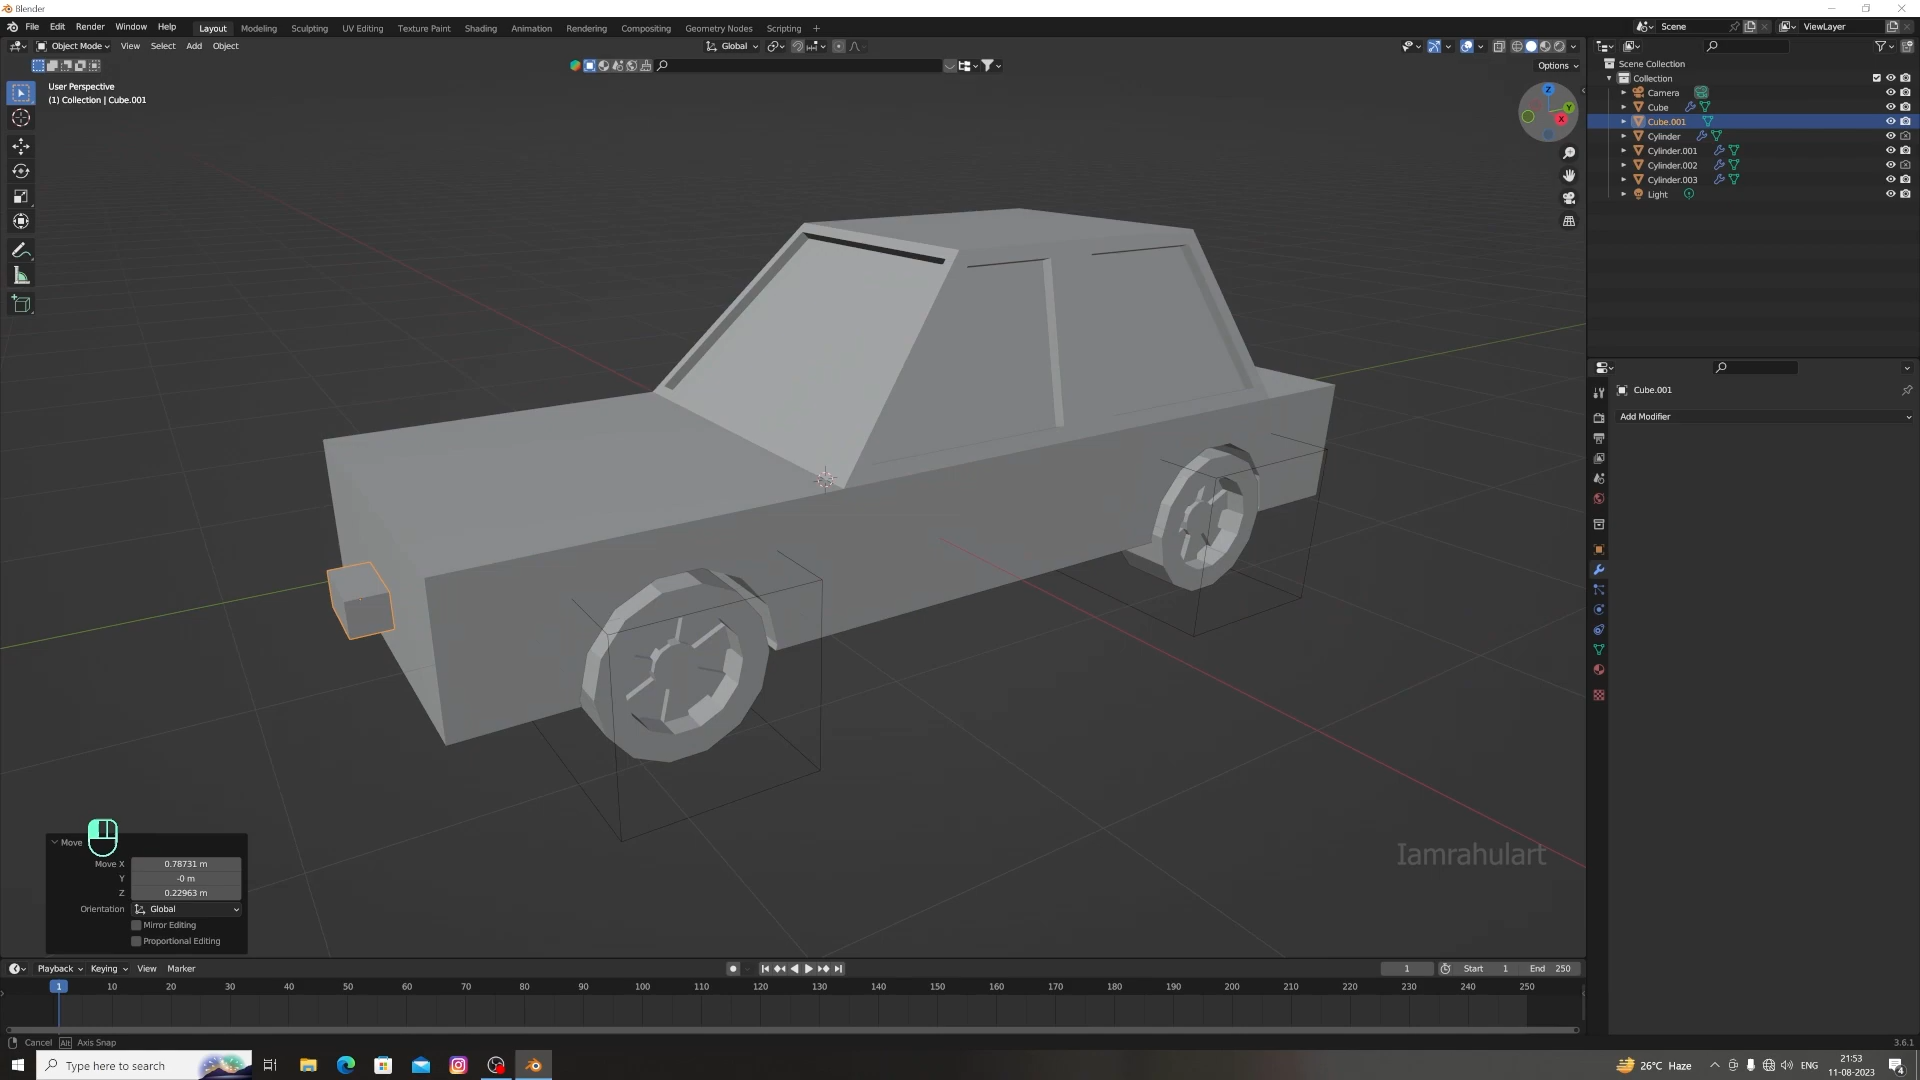 Blender
File Edit Render Window Help Layout Modeling Sculpting UV Editing Texture Paint Shading Animation Rendering Compositing Geometry Nodes Scripting + Scene ViewLayer
Object Mode View Select Add Object Global
Options
User Perspective
(1) Collection | Cube.001
Z
Y
X
Scene Collection
Collection
Camera
Cube
Cube.001
Cylinder
Cylinder.001
Cylinder.002
Cylinder.003
Light
Cube.001
Add Modifier
Iamrahulart
Move
Move X 0.78731 m
Y -0 m
Z 0.22963 m
Orientation Global
Mirror Editing
Proportional Editing
Playback Keying View Marker 1 Start 1 End 250
1 10 20 30 40 50 60 70 80 90 100 110 120 130 140 150 160 170 180 190 200 210 220 230 240 250
Cancel Alt Axis Snap 3.6.1
Type here to search 26°C Haze ENG 21:53
11-08-2023 4